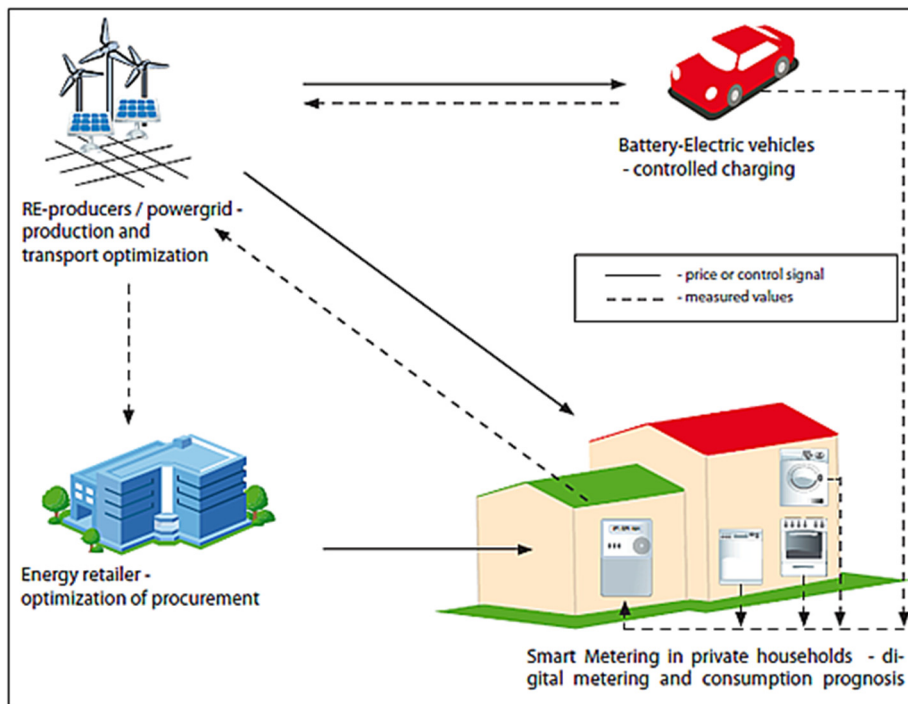 Battery-Electric vehicles
- controlled charging
RE-producers / powergrid -
production and
transport optimization
- price or control signal
- measured values
Energy retailer -
optimization of procurement
Smart Metering in private households - di-
gital metering and consumption prognosis